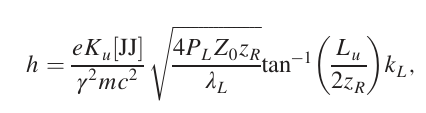 h = \frac{eK_u[\mathrm{JJ}]}{\gamma^2 mc^2} \sqrt{\frac{4P_L Z_0 z_R}{\lambda_L}} \tan^{-1}\left(\frac{L_u}{2z_R}\right) k_L,